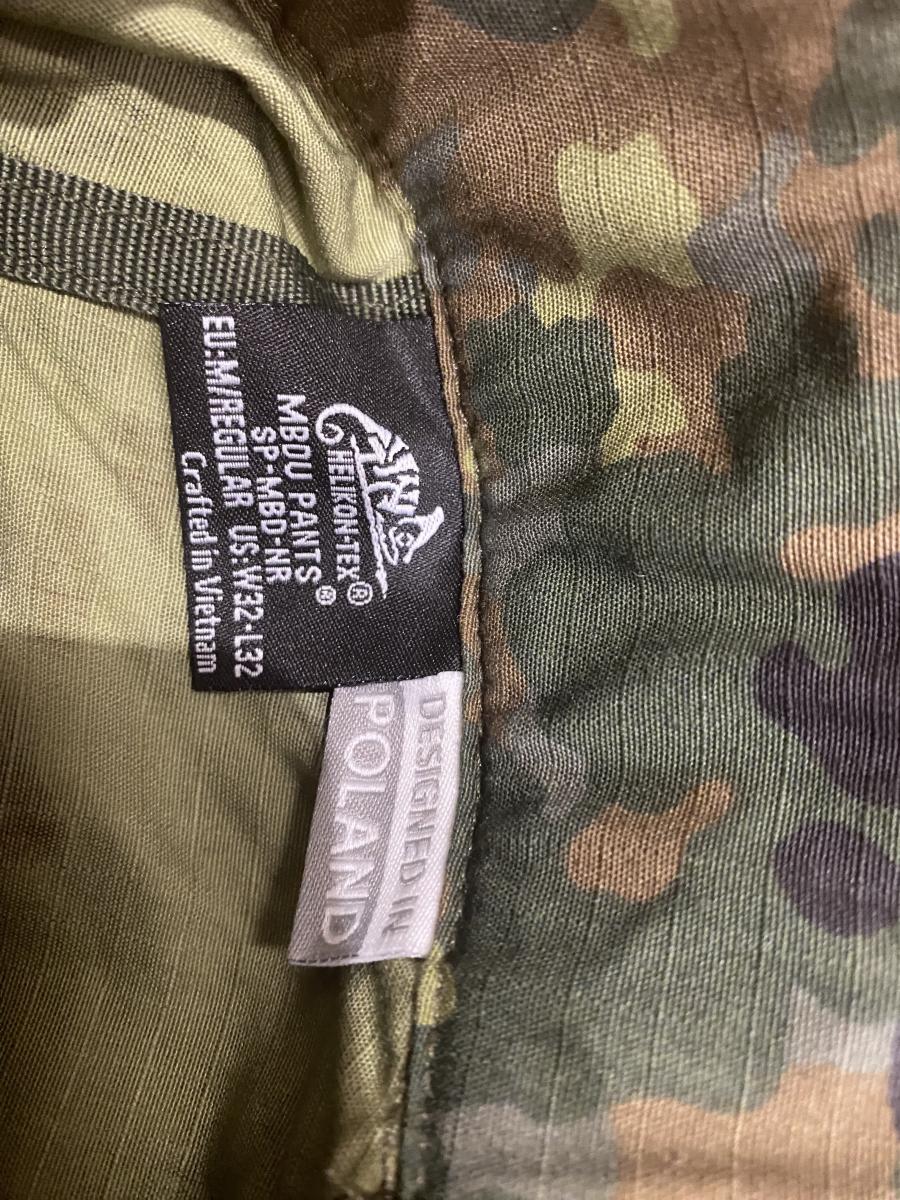 HELIKON-TEX®
MBDU PANTS®
SP-MBD-NR
EU:M/REGULAR US:W32-L32
Crafted in Vietnam
DESIGNED IN
POLAND